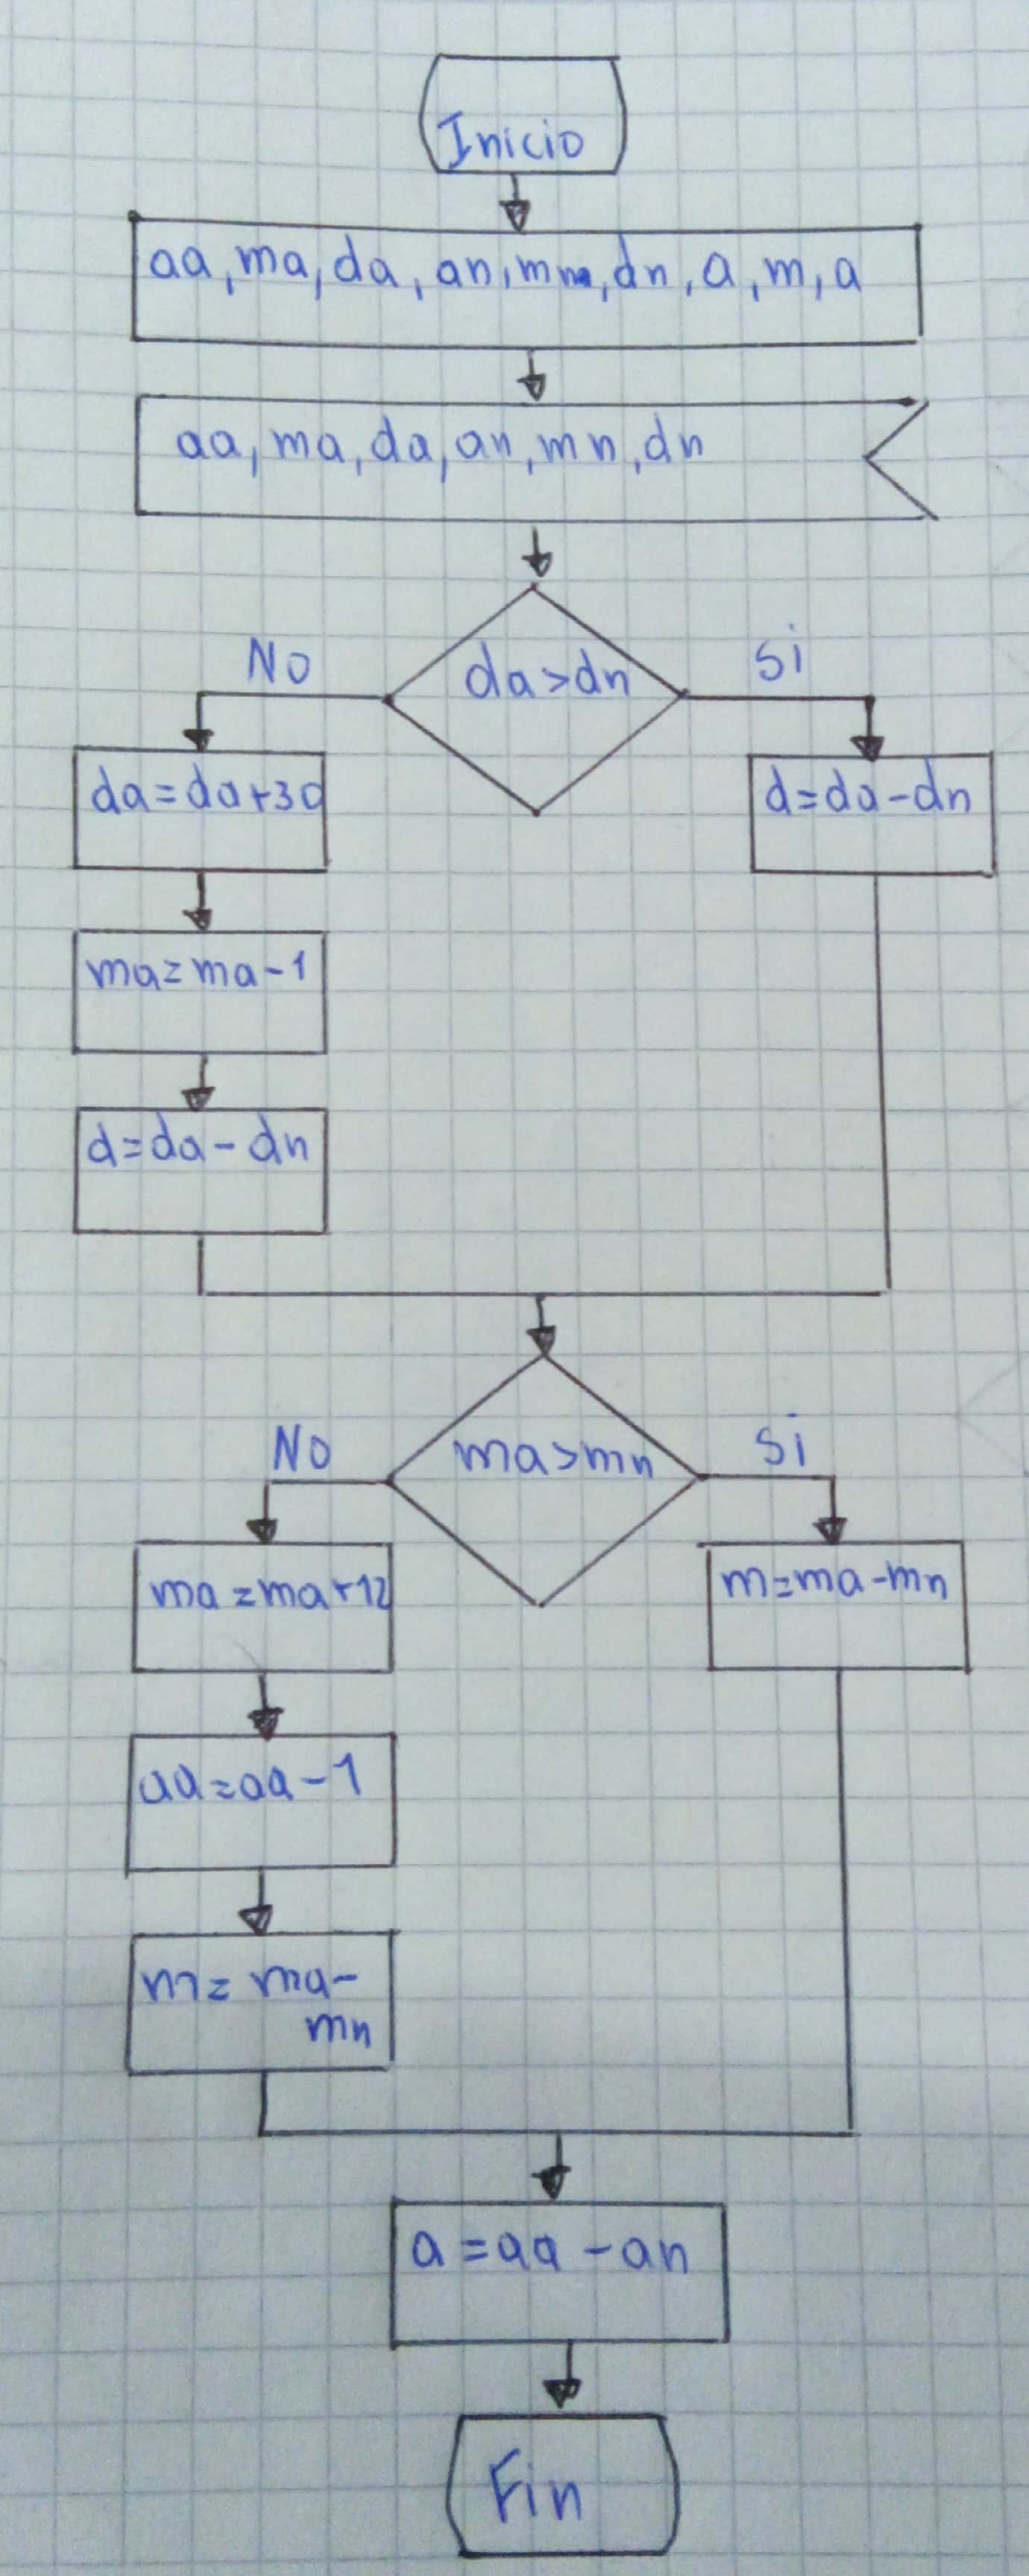 Inicio
aa, ma, da, an, mn, dn, a, m, a
aa, ma, da, an, mn, dn
da>dn
No
Si
da=da+30
d=da-dn
ma=ma-1
d=da-dn
ma>mn
No
Si
ma=ma+12
m=ma-mn
aa=aa-1
m=ma-
mn
a=aa-an
Fin